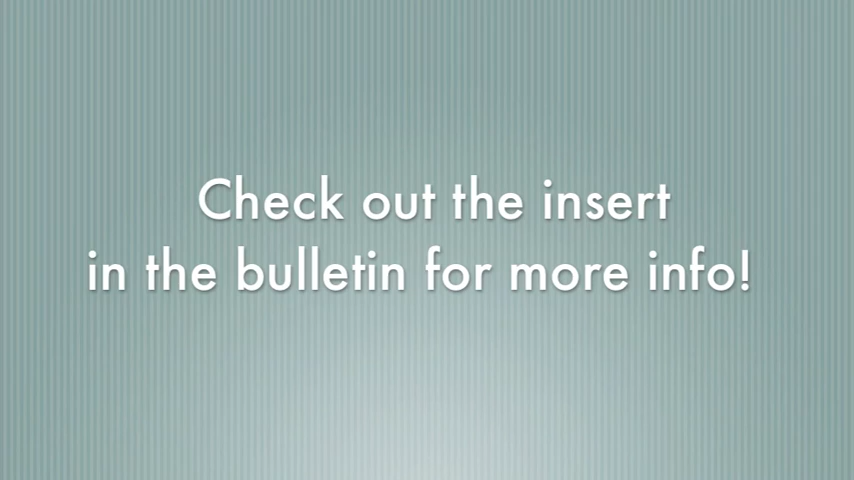 Check out the insert
in the bulletin for more info!